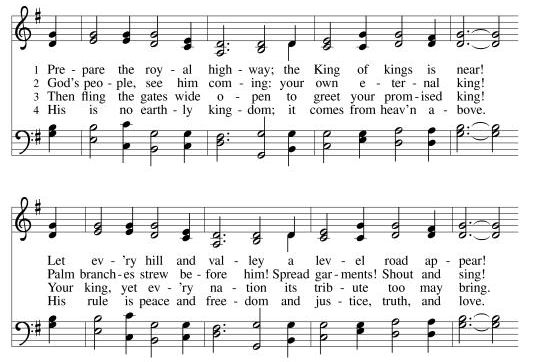 1 Pre - pare the roy - al high - way; the King of kings is near!
2 God's peo - ple, see him com - ing: your own e - ter - nal king!
3 Then fling the gates wide o - pen to greet your prom - ised king!
4 His is no earth - ly king - dom; it comes from heav'n a - bove.
Let ev - 'ry hill and val - ley a lev - el road ap - pear!
Palm branch - es strew be - fore him! Spread gar - ments! Shout and sing!
Your king, yet ev - 'ry na - tion its trib - ute too may bring.
His rule is peace and free - dom and jus - tice, truth, and love.